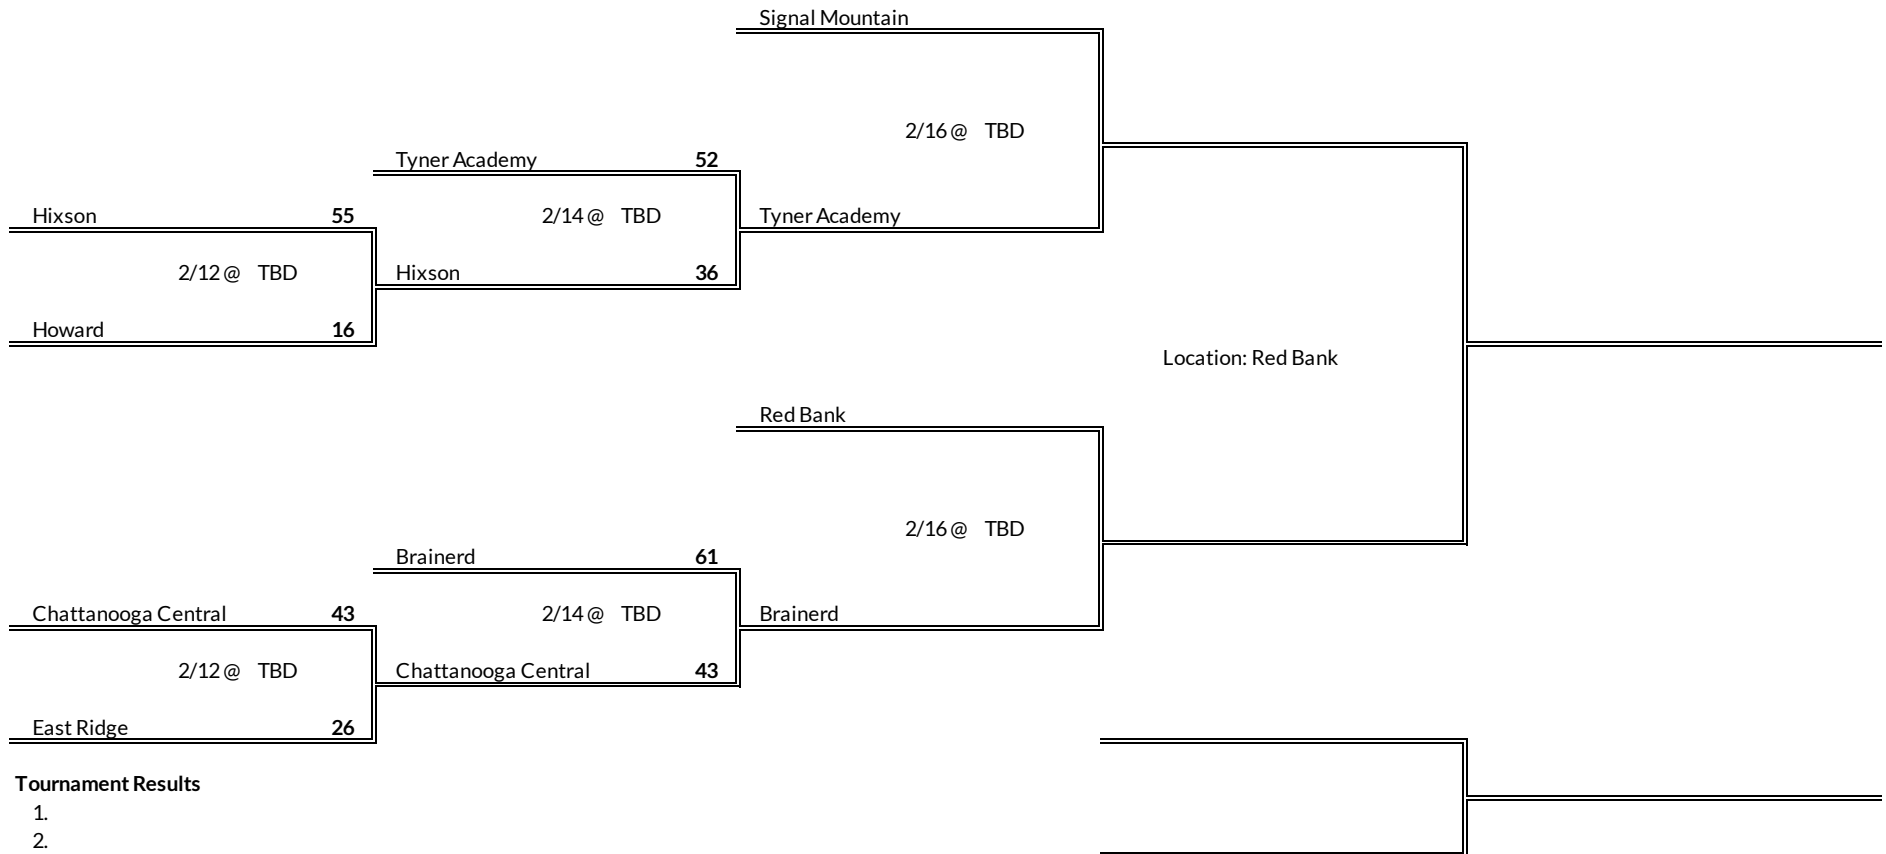 Signal Mountain
2/16 @ TBD
Tyner Academy 52
Hixson 55
2/14 @ TBD
Tyner Academy
2/12 @ TBD
Hixson 36
Howard 16
Location: Red Bank
Red Bank
2/16 @ TBD
Brainerd 61
Chattanooga Central 43
2/14 @ TBD
Brainerd
2/12 @ TBD
Chattanooga Central 43
East Ridge 26
Tournament Results
1.
2.